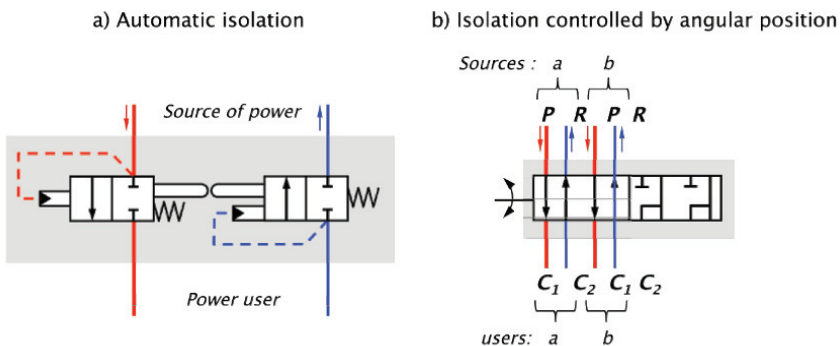 a) Automatic isolation
Source of power
Power user
b) Isolation controlled by angular position
Sources : a b
P R P R
C₁ C₂ C₁ C₂
users: a b